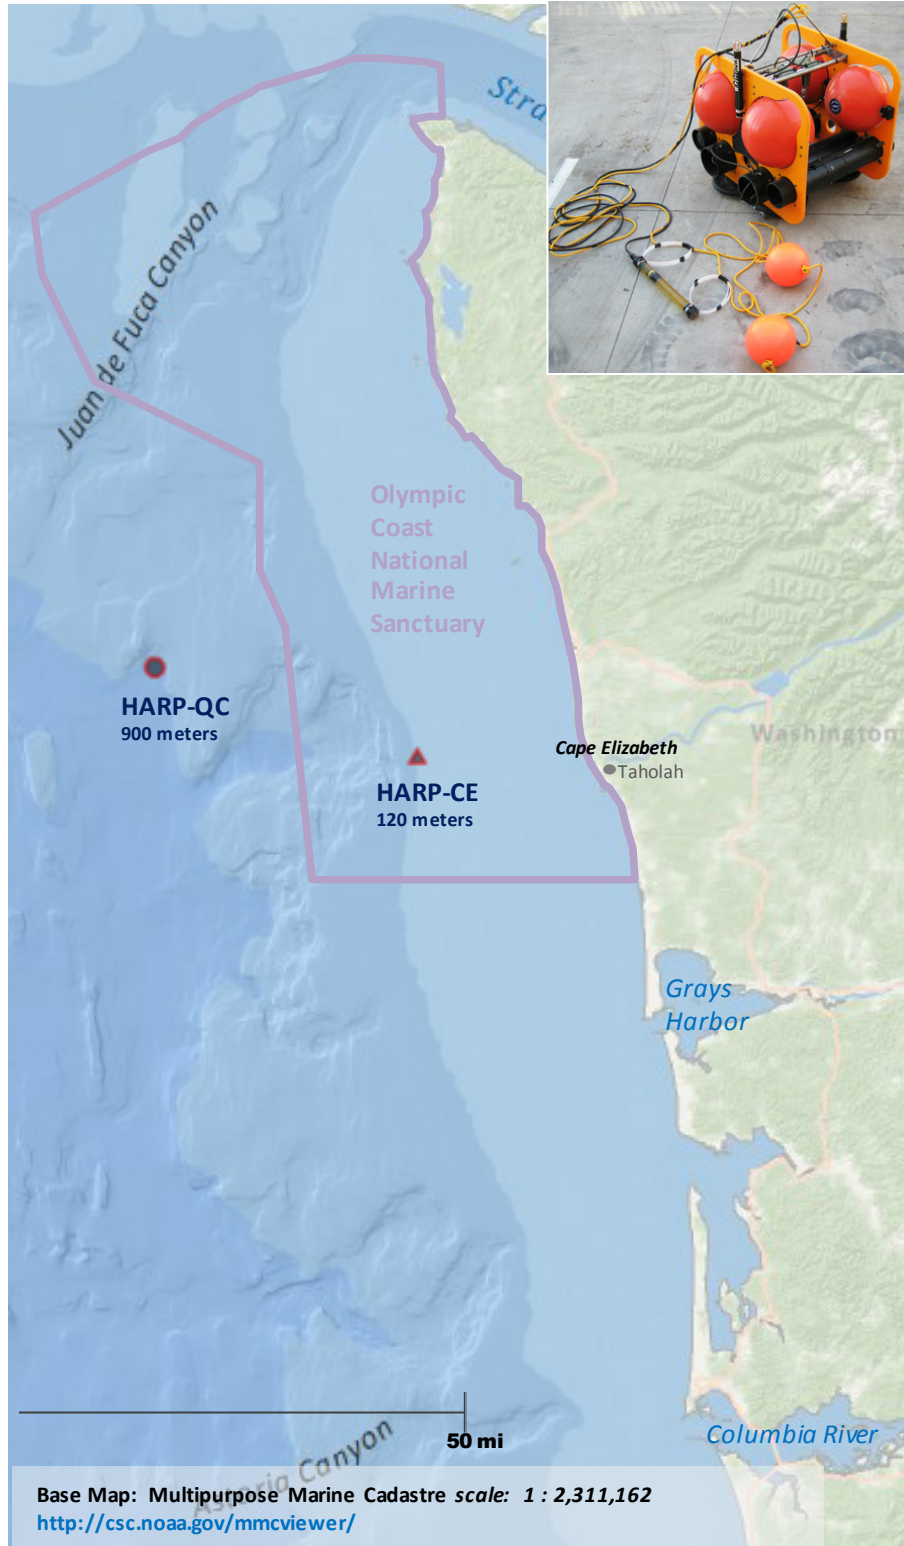 Stra
Juan de Fuca Canyon
Olympic
Coast
National
Marine
Sanctuary
HARP-QC
900 meters
Washington
Cape Elizabeth
Taholah
HARP-CE
120 meters
Grays
Harbor
50 mi
Columbia River
Astoria Canyon
Base Map: Multipurpose Marine Cadastre scale: 1 : 2,311,162
http://csc.noaa.gov/mmcviewer/